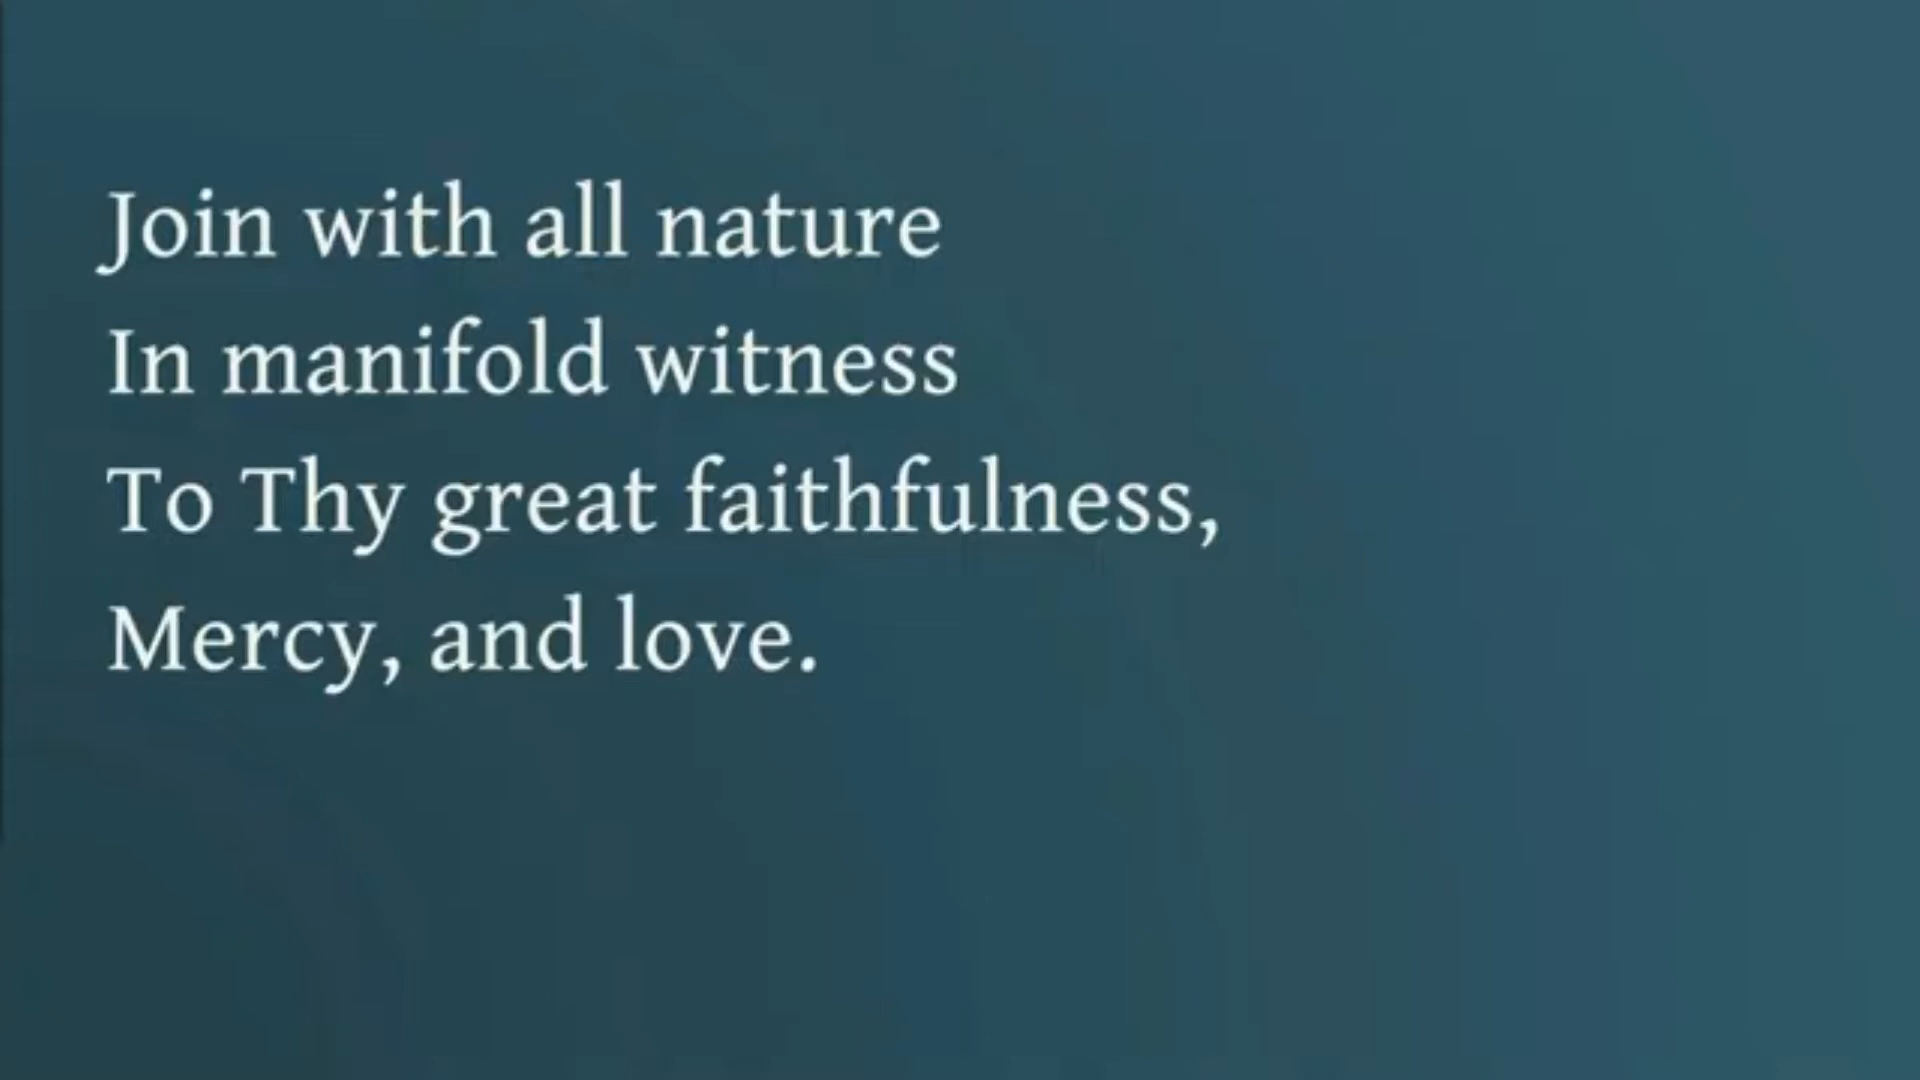 Join with all nature
In manifold witness
To Thy great faithfulness,
Mercy, and love.